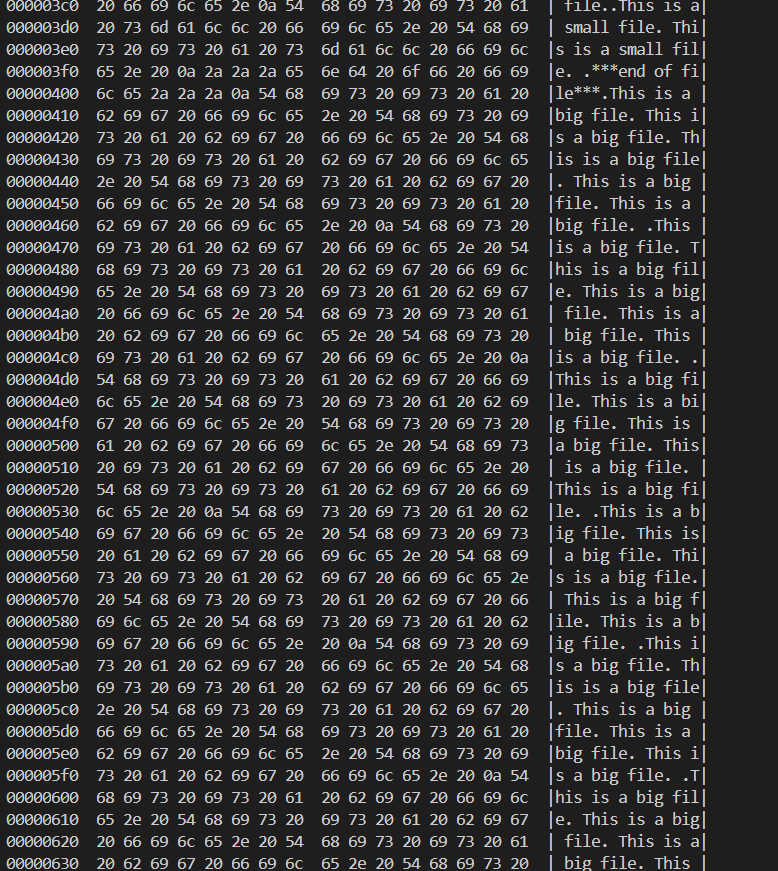 000003c0  20 66 69 6c 65 2e 0a 54  68 69 73 20 69 73 20 61  | file..This is a|
000003d0  20 73 6d 61 6c 6c 20 66  69 6c 65 2e 20 54 68 69  | small file. Thi|
000003e0  73 20 69 73 20 61 20 73  6d 61 6c 6c 20 66 69 6c  |s is a small fil|
000003f0  65 2e 20 0a 2a 2a 2a 65  6e 64 20 6f 66 20 66 69  |e. .***end of fi|
00000400  6c 65 2a 2a 2a 0a 54 68  69 73 20 69 73 20 61 20  |le***.This is a |
00000410  62 69 67 20 66 69 6c 65  2e 20 54 68 69 73 20 69  |big file. This i|
00000420  73 20 61 20 62 69 67 20  66 69 6c 65 2e 20 54 68  |s a big file. Th|
00000430  69 73 20 69 73 20 61 20  62 69 67 20 66 69 6c 65  |is is a big file|
00000440  2e 20 54 68 69 73 20 69  73 20 61 20 62 69 67 20  |. This is a big |
00000450  66 69 6c 65 2e 20 54 68  69 73 20 69 73 20 61 20  |file. This is a |
00000460  62 69 67 20 66 69 6c 65  2e 20 0a 54 68 69 73 20  |big file. .This |
00000470  69 73 20 61 20 62 69 67  20 66 69 6c 65 2e 20 54  |is a big file. T|
00000480  68 69 73 20 69 73 20 61  20 62 69 67 20 66 69 6c  |his is a big fil|
00000490  65 2e 20 54 68 69 73 20  69 73 20 61 20 62 69 67  |e. This is a big|
000004a0  20 66 69 6c 65 2e 20 54  68 69 73 20 69 73 20 61  | file. This is a|
000004b0  20 62 69 67 20 66 69 6c  65 2e 20 54 68 69 73 20  | big file. This |
000004c0  69 73 20 61 20 62 69 67  20 66 69 6c 65 2e 20 0a  |is a big file. .|
000004d0  54 68 69 73 20 69 73 20  61 20 62 69 67 20 66 69  |This is a big fi|
000004e0  6c 65 2e 20 54 68 69 73  20 69 73 20 61 20 62 69  |le. This is a bi|
000004f0  67 20 66 69 6c 65 2e 20  54 68 69 73 20 69 73 20  |g file. This is |
00000500  61 20 62 69 67 20 66 69  6c 65 2e 20 54 68 69 73  |a big file. This|
00000510  20 69 73 20 61 20 62 69  67 20 66 69 6c 65 2e 20  | is a big file. |
00000520  54 68 69 73 20 69 73 20  61 20 62 69 67 20 66 69  |This is a big fi|
00000530  6c 65 2e 20 0a 54 68 69  73 20 69 73 20 61 20 62  |le. .This is a b|
00000540  69 67 20 66 69 6c 65 2e  20 54 68 69 73 20 69 73  |ig file. This is|
00000550  20 61 20 62 69 67 20 66  69 6c 65 2e 20 54 68 69  | a big file. Thi|
00000560  73 20 69 73 20 61 20 62  69 67 20 66 69 6c 65 2e  |s is a big file.|
00000570  20 54 68 69 73 20 69 73  20 61 20 62 69 67 20 66  | This is a big f|
00000580  69 6c 65 2e 20 54 68 69  73 20 69 73 20 61 20 62  |ile. This is a b|
00000590  69 67 20 66 69 6c 65 2e  20 0a 54 68 69 73 20 69  |ig file. .This i|
000005a0  73 20 61 20 62 69 67 20  66 69 6c 65 2e 20 54 68  |s a big file. Th|
000005b0  69 73 20 69 73 20 61 20  62 69 67 20 66 69 6c 65  |is is a big file|
000005c0  2e 20 54 68 69 73 20 69  73 20 61 20 62 69 67 20  |. This is a big |
000005d0  66 69 6c 65 2e 20 54 68  69 73 20 69 73 20 61 20  |file. This is a |
000005e0  62 69 67 20 66 69 6c 65  2e 20 54 68 69 73 20 69  |big file. This i|
000005f0  73 20 61 20 62 69 67 20  66 69 6c 65 2e 20 0a 54  |s a big file. .T|
00000600  68 69 73 20 69 73 20 61  20 62 69 67 20 66 69 6c  |his is a big fil|
00000610  65 2e 20 54 68 69 73 20  69 73 20 61 20 62 69 67  |e. This is a big|
00000620  20 66 69 6c 65 2e 20 54  68 69 73 20 69 73 20 61  | file. This is a|
00000630  20 62 69 67 20 66 69 6c  65 2e 20 54 68 69 73 20  | big file. This |